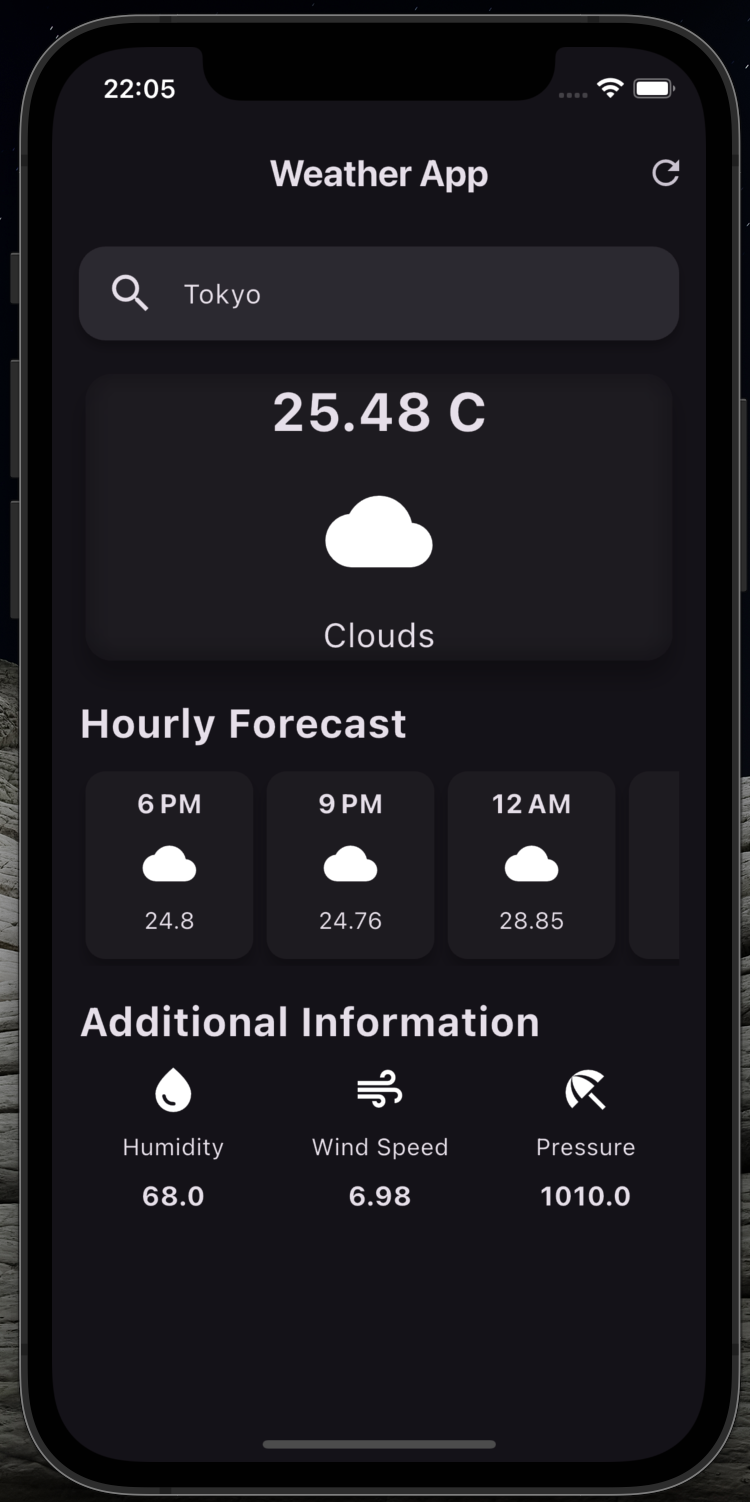 22:05
Weather App
Tokyo
25.48 C
Clouds
Hourly Forecast
6 PM 9 PM 12 AM
24.8 24.76 28.85
Additional Information
Humidity Wind Speed Pressure
68.0 6.98 1010.0